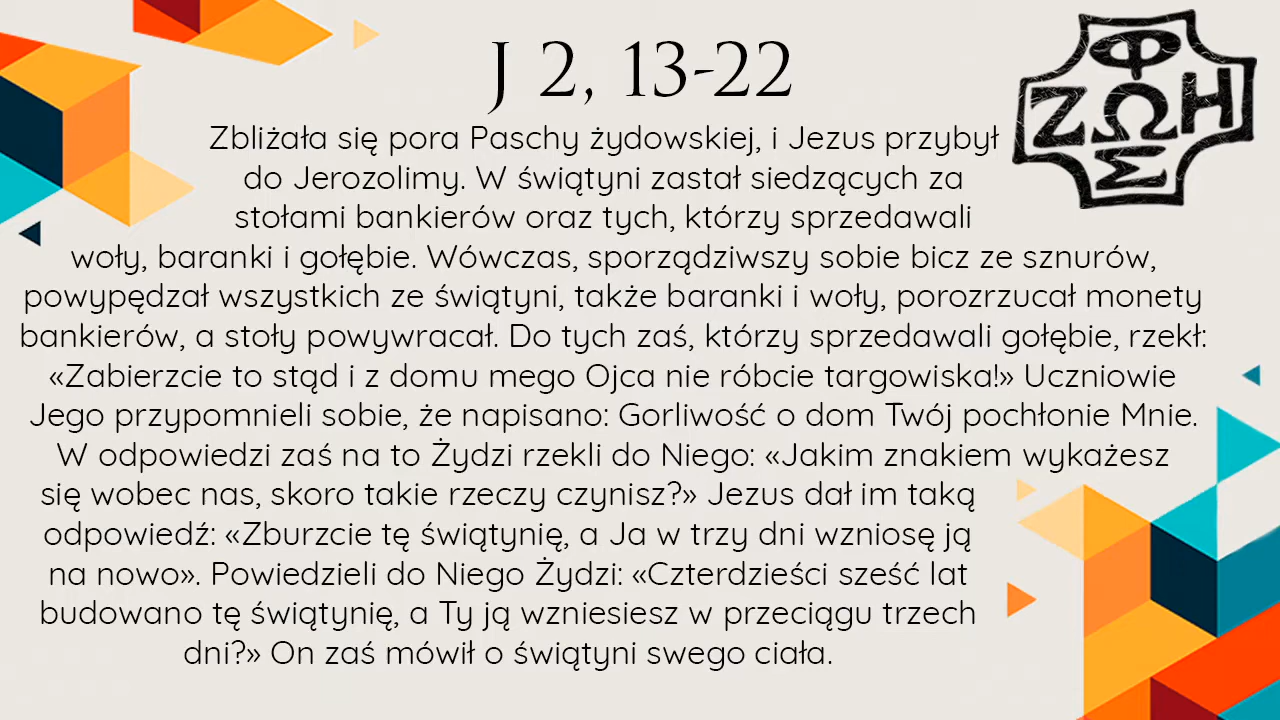 J 2, 13-22
Zbliżała się pora Paschy żydowskiej, i Jezus przybył
do Jerozolimy. W świątyni zastał siedzących za
stołami bankierów oraz tych, którzy sprzedawali
woły, baranki i gołębie. Wówczas, sporządziwszy sobie bicz ze sznurów,
powypędzał wszystkich ze świątyni, także baranki i woły, porozrzucał monety
bankierów, a stoły powywracał. Do tych zaś, którzy sprzedawali gołębie, rzekł:
«Zabierzcie to stąd i z domu mego Ojca nie róbcie targowiska!» Uczniowie
Jego przypomnieli sobie, że napisano: Gorliwość o dom Twój pochłonie Mnie.
W odpowiedzi zaś na to Żydzi rzekli do Niego: «Jakim znakiem wykażesz
się wobec nas, skoro takie rzeczy czynisz?» Jezus dał im taką
odpowiedź: «Zburzcie tę świątynię, a Ja w trzy dni wzniosę ją
na nowo». Powiedzieli do Niego Żydzi: «Czterdzieści sześć lat
budowano tę świątynię, a Ty ją wzniesiesz w przeciągu trzech
dni?» On zaś mówił o świątyni swego ciała.
Φ
ΖΩΗ
Σ